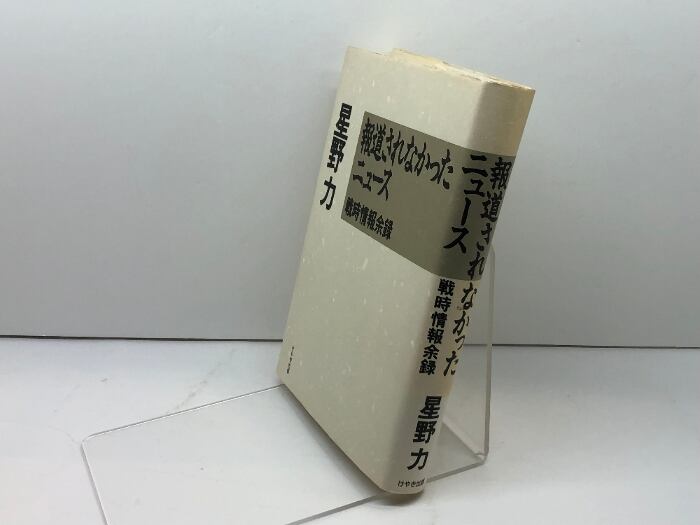 星野力
報道されなかった
ニュース
戦時情報余録
報道されなかった
ニュース
戦時情報余録
星野力
けやき出版